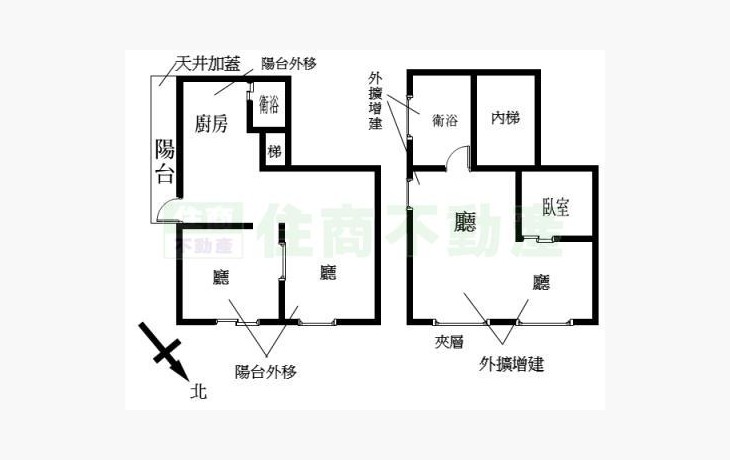 天井加蓋
陽台外移
衛浴
廚房
陽台
梯
廳
廳
陽台外移
北
外擴增建
衛浴
內梯
廳
臥室
廳
夾層
外擴增建
住商不動產
住商
不動產